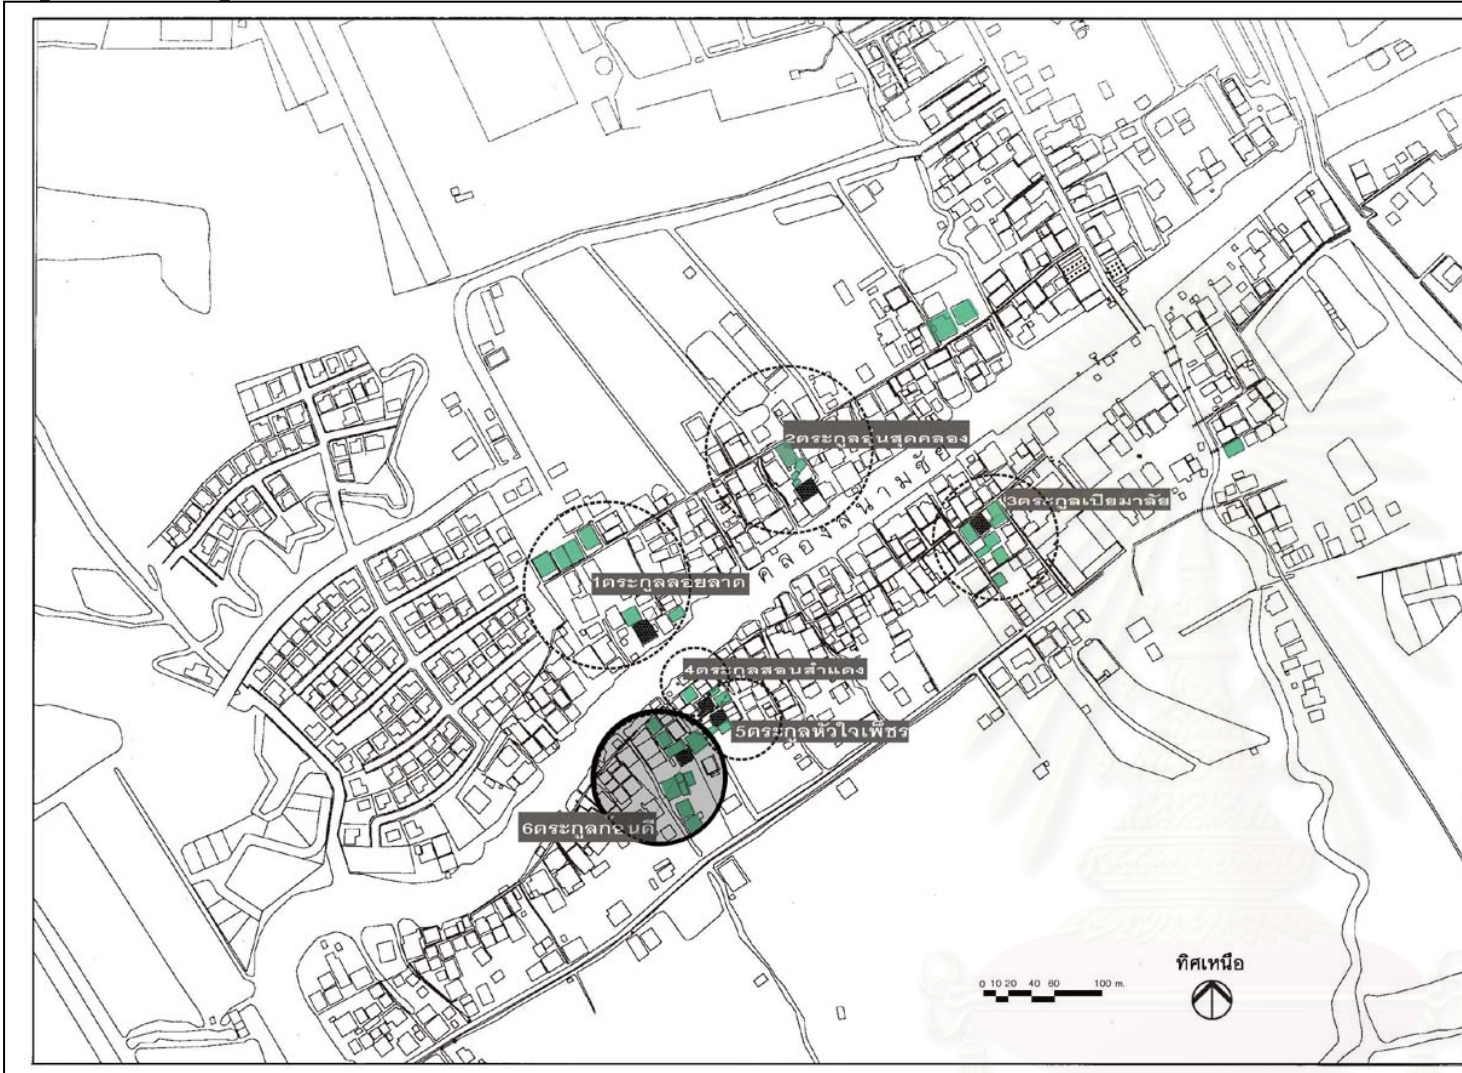 2ตระกูลอุ่นสุดคลอง
คลองสนามชัย
3ตระกูลเปียมาลัย
1ตระกูลลอยลาด
4ตระกูลสอนสำแดง
5ตระกูลหัวใจเพ็ชร
6ตระกูลก่อนดี
ทิศเหนือ
0 10 20 40 60 100 m.